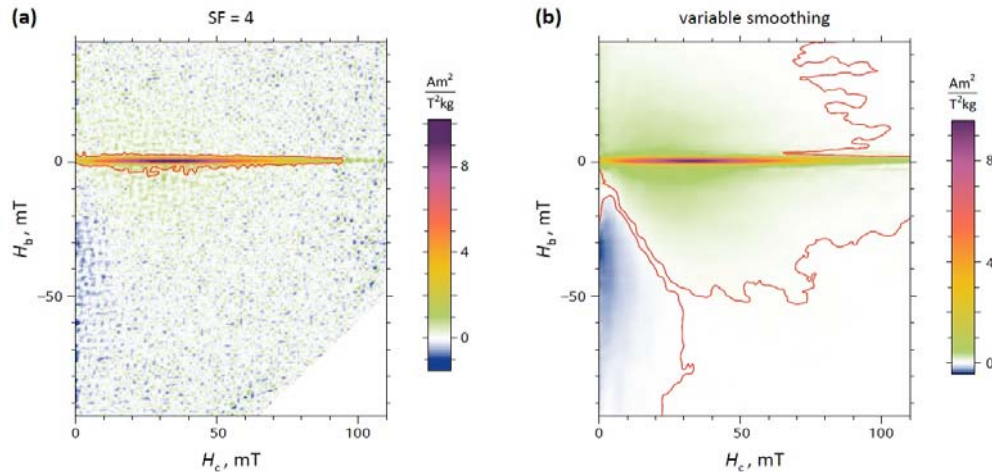 (a)
SF = 4
Am²
T²kg
8
4
0
0
−50
H_b, mT
0
50
100
H_c, mT
(b)
variable smoothing
Am²
T²kg
8
4
0
0
−50
H_b, mT
0
50
100
H_c, mT